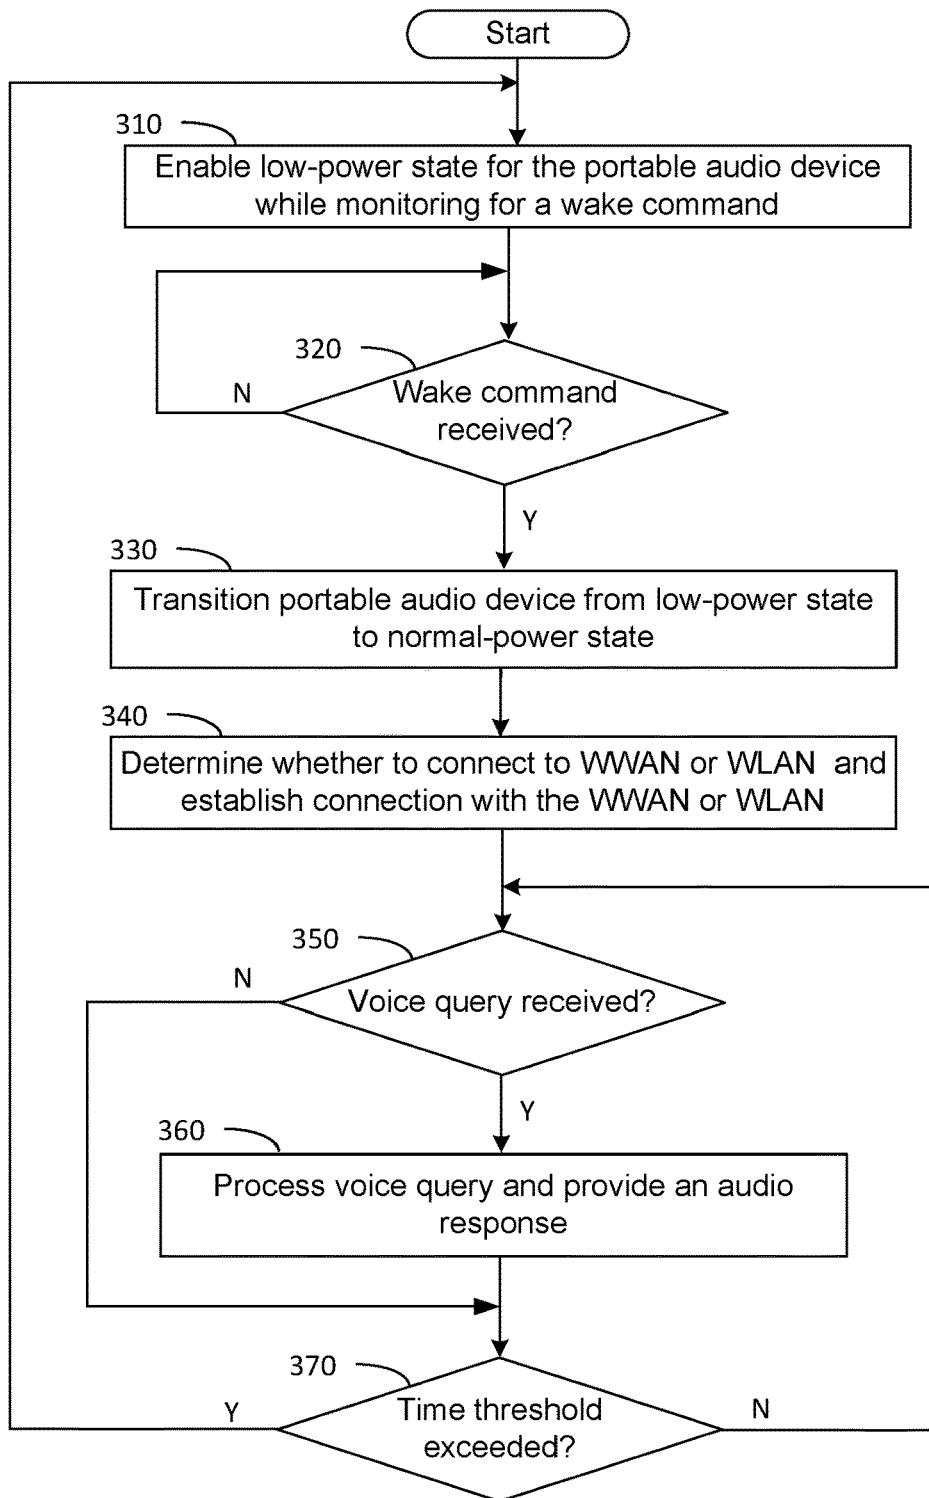 Start
310
Enable low-power state for the portable audio device
while monitoring for a wake command
320
Wake command
received?
N
Y
330
Transition portable audio device from low-power state
to normal-power state
340
Determine whether to connect to WWAN or WLAN and
establish connection with the WWAN or WLAN
350
N
Voice query received?
Y
360
Process voice query and provide an audio
response
370
Y
Time threshold
exceeded?
N